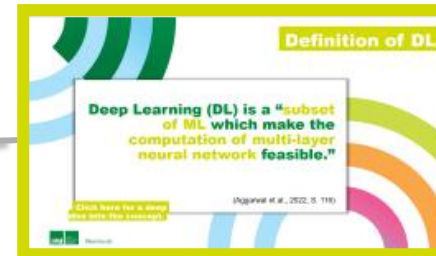 Definition of DL
Deep Learning (DL) is a “subset
of ML which make the
computation of multi-layer
neural network feasible.”
(Aggarwal et al., 2022, S. 116)
Click here for a deep
dive into the concept.